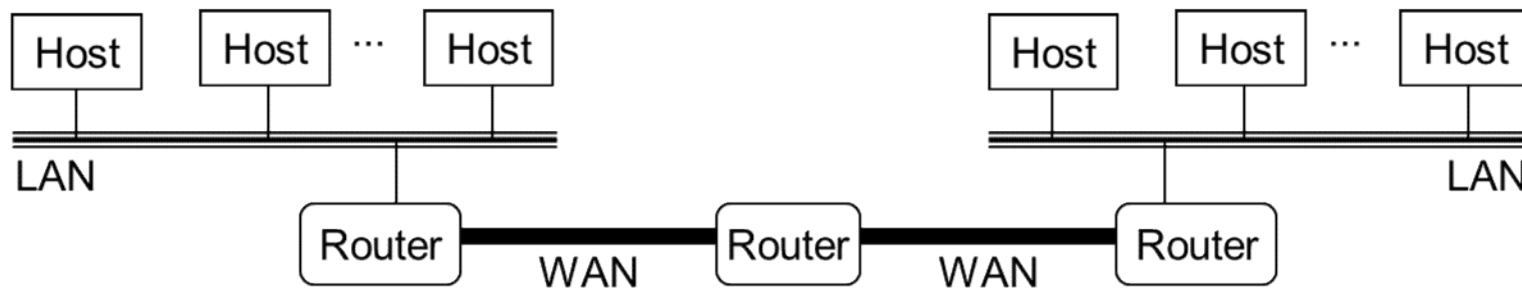 Host Host ... Host Host Host ... Host
LAN LAN
Router Router Router
WAN WAN